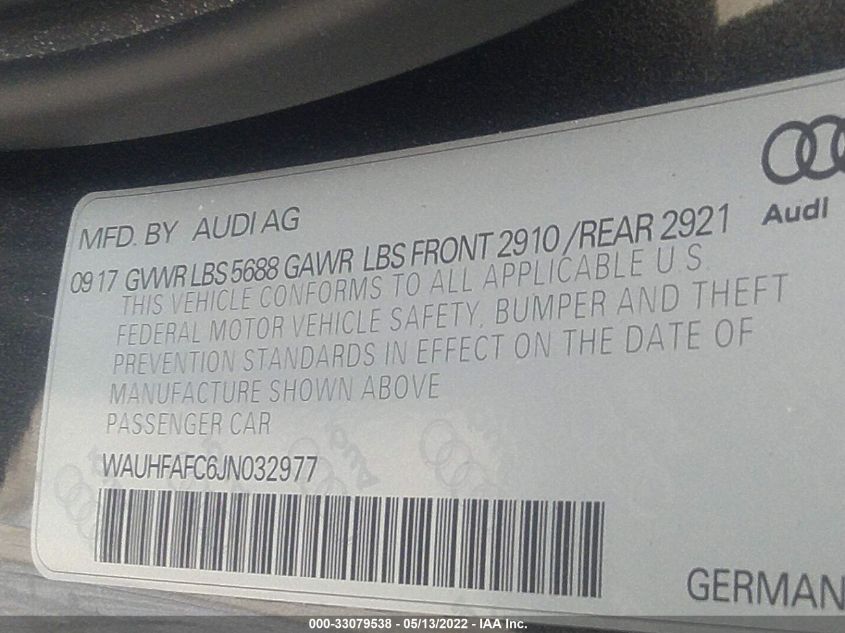 MFD. BY AUDI AG
Audi
09 17 GVWR LBS 5688 GAWR LBS FRONT 2910 / REAR 2921
THIS VEHICLE CONFORMS TO ALL APPLICABLE U.S.
FEDERAL MOTOR VEHICLE SAFETY, BUMPER AND THEFT
PREVENTION STANDARDS IN EFFECT ON THE DATE OF
MANUFACTURE SHOWN ABOVE
PASSENGER CAR
WAUHFAFC6JN032977
GERMAN
000-33079538 - 05/13/2022 - IAA Inc.